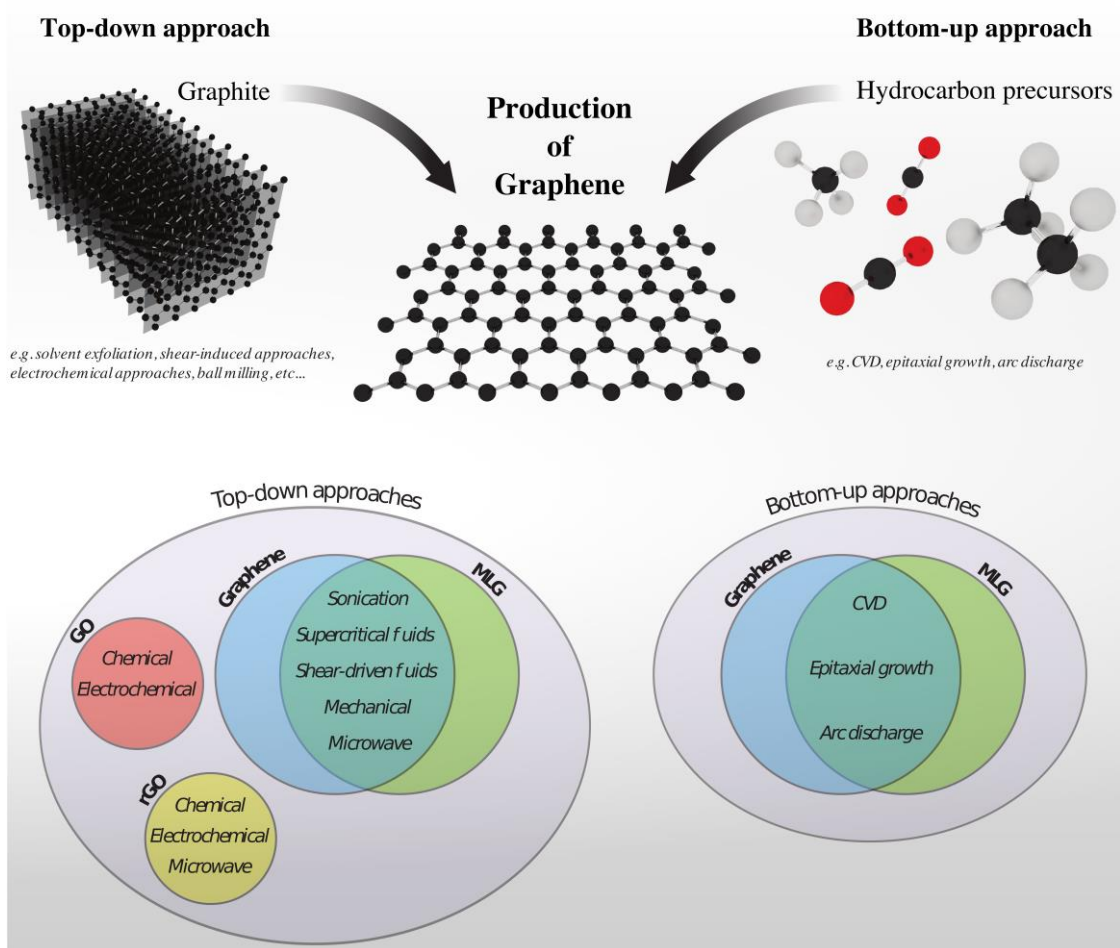 Top-down approach
Bottom-up approach
Graphite
Hydrocarbon precursors
Production
of
Graphene
e.g. solvent exfoliation, shear-induced approaches,
electrochemical approaches, ball milling, etc...
e.g. CVD, epitaxial growth, arc discharge
Top-down approaches
Graphene
MLG
Sonication
Supercritical f uids
Shear-driven f uids
Mechanical
Microwave
GO
Chemical
Electrochemical
rGO
Chemical
Electrochemical
Microwave
Bottom-up approaches
Graphene
MLG
CVD
Epitaxial growth
Arc discharge